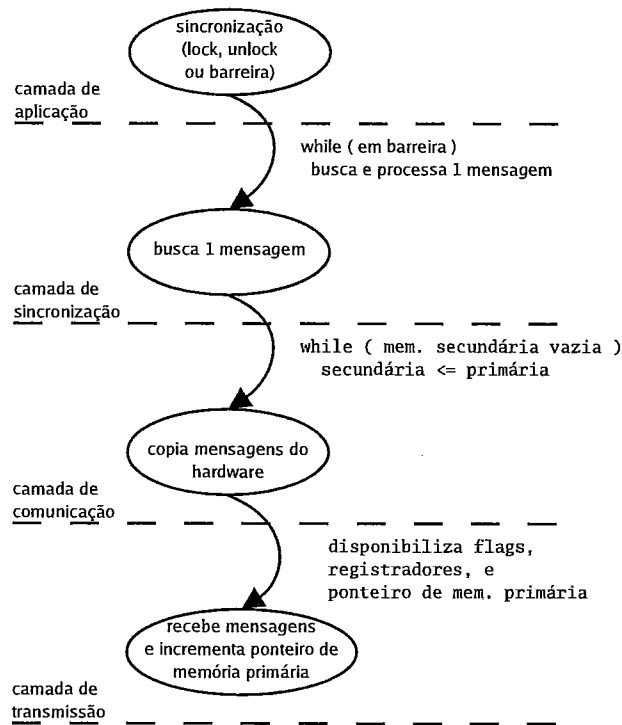 sincronização
(lock, unlock
ou barreira)
camada de
aplicação
while ( em barreira )
busca e processa 1 mensagem
busca 1 mensagem
camada de
sincronização
while ( mem. secundária vazia )
secundária <= primária
copia mensagens do
hardware
camada de
comunicação
disponibiliza flags,
registradores, e
ponteiro de mem. primária
recebe mensagens
e incrementa ponteiro de
memória primária
camada de
transmissão